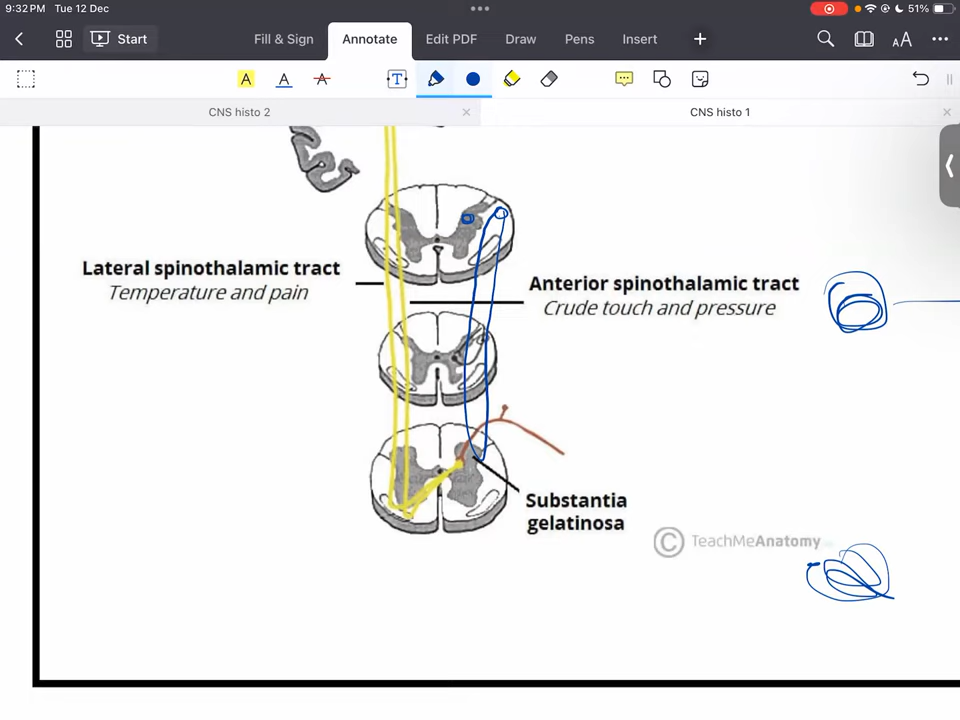 9:32 PM Tue 12 Dec
51%
Start
Fill & Sign
Annotate
Edit PDF
Draw
Pens
Insert
AA
A
A
A
T
CNS histo 2
CNS histo 1
Lateral spinothalamic tract
Temperature and pain
Anterior spinothalamic tract
Crude touch and pressure
Substantia
gelatinosa
© TeachMeAnatomy